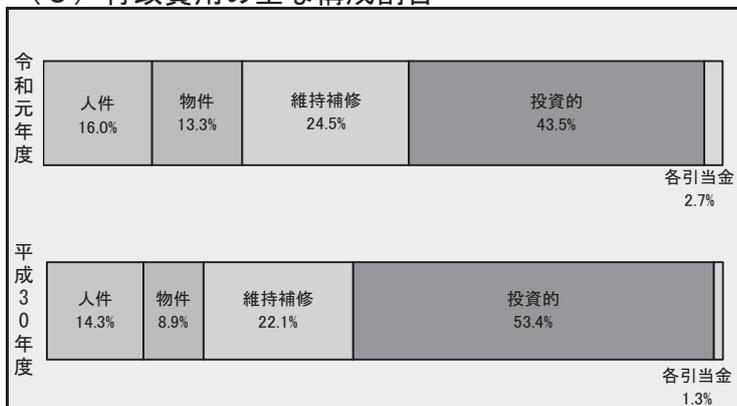 令和元年度
人件
16.0%
物件
13.3%
維持補修
24.5%
投資的
43.5%
各引当金
2.7%
平成30年度
人件
14.3%
物件
8.9%
維持補修
22.1%
投資的
53.4%
各引当金
1.3%